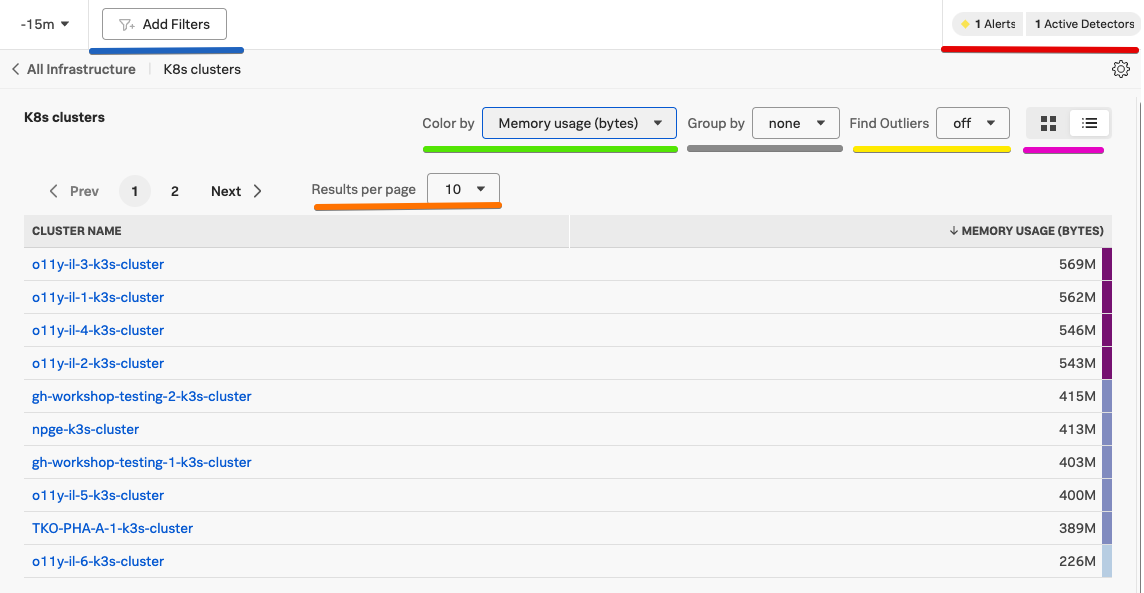 -15m Add Filters 1 Alerts 1 Active Detectors
All Infrastructure K8s clusters
K8s clusters Color by Memory usage (bytes) Group by none Find Outliers off
Prev 1 2 Next Results per page 10
CLUSTER NAME MEMORY USAGE (BYTES)
o11y-il-3-k3s-cluster 569M
o11y-il-1-k3s-cluster 562M
o11y-il-4-k3s-cluster 546M
o11y-il-2-k3s-cluster 543M
gh-workshop-testing-2-k3s-cluster 415M
npge-k3s-cluster 413M
gh-workshop-testing-1-k3s-cluster 403M
o11y-il-5-k3s-cluster 400M
TKO-PHA-A-1-k3s-cluster 389M
o11y-il-6-k3s-cluster 226M